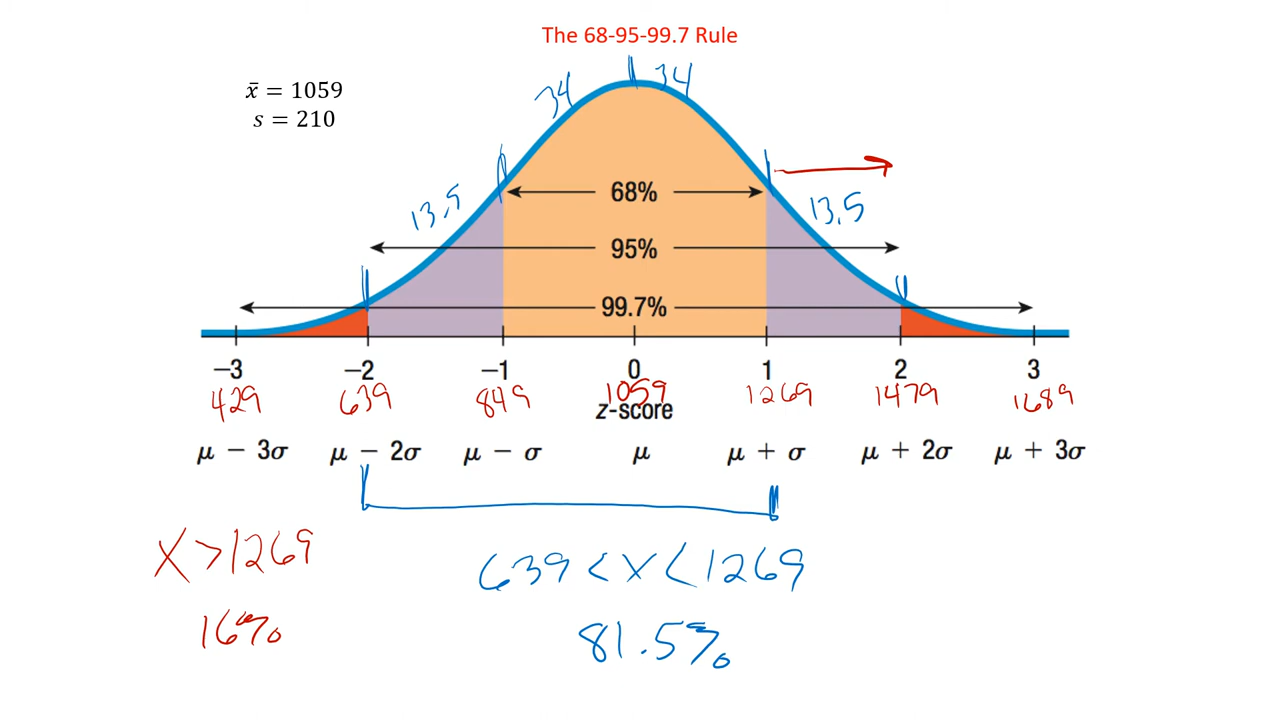 The 68-95-99.7 Rule
x̄ = 1059
s = 210
34 34
13.5 13.5
68%
95%
99.7%
−3 −2 −1 0 1 2 3
429 639 849 1059 1269 1479 1689
z-score
μ − 3σ μ − 2σ μ − σ μ μ + σ μ + 2σ μ + 3σ
X > 1269
16%
639 < X < 1269
81.5%